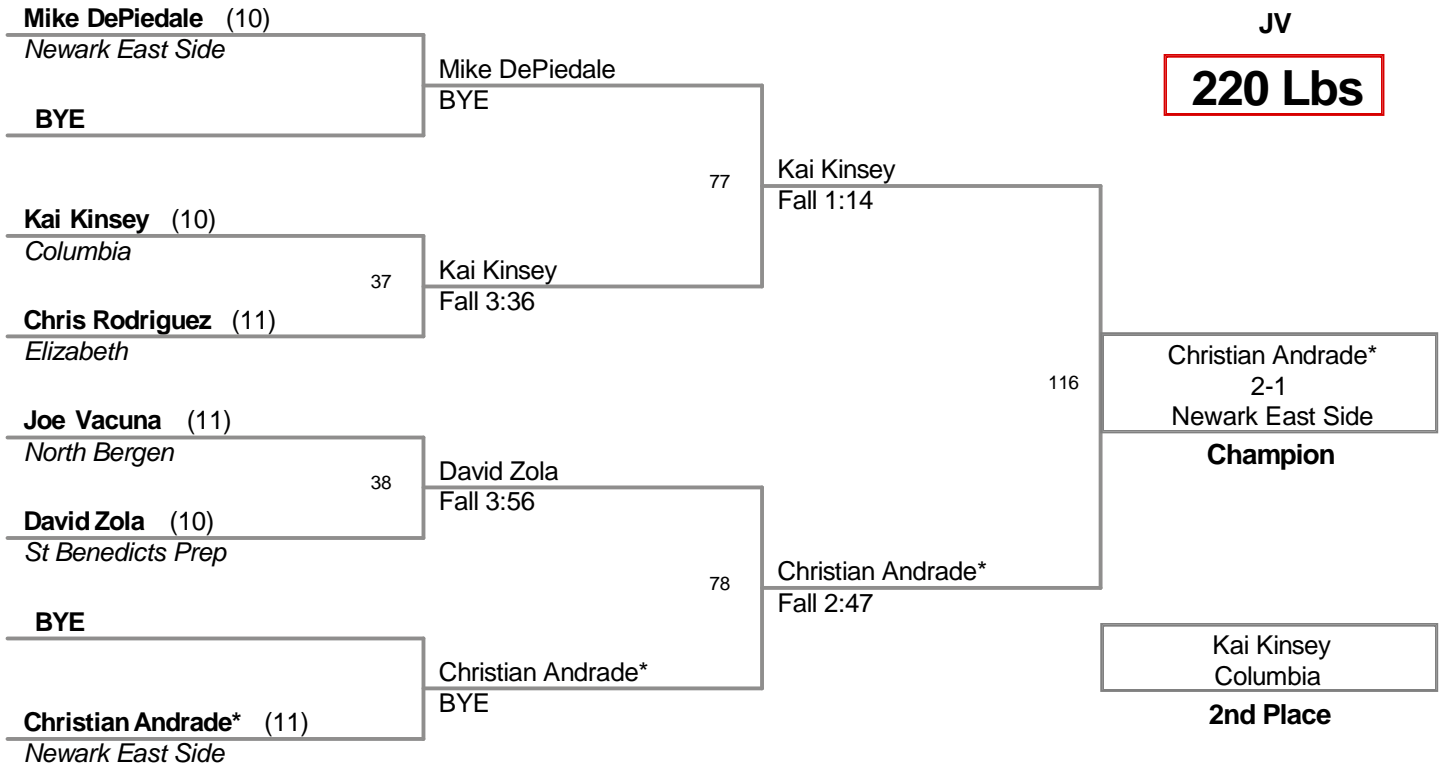 Mike DePiedale (10)
Newark East Side
BYE
Kai Kinsey (10)
Columbia
37
Chris Rodriguez (11)
Elizabeth
Joe Vacuna (11)
North Bergen
38
David Zola (10)
St Benedicts Prep
BYE
Christian Andrade* (11)
Newark East Side
Mike DePiedale
BYE
77
Kai Kinsey
Fall 3:36
David Zola
Fall 3:56
78
Christian Andrade*
BYE
Kai Kinsey
Fall 1:14
116
Christian Andrade*
Fall 2:47
JV
220 Lbs
Christian Andrade*
2-1
Newark East Side
Champion
Kai Kinsey
Columbia
2nd Place